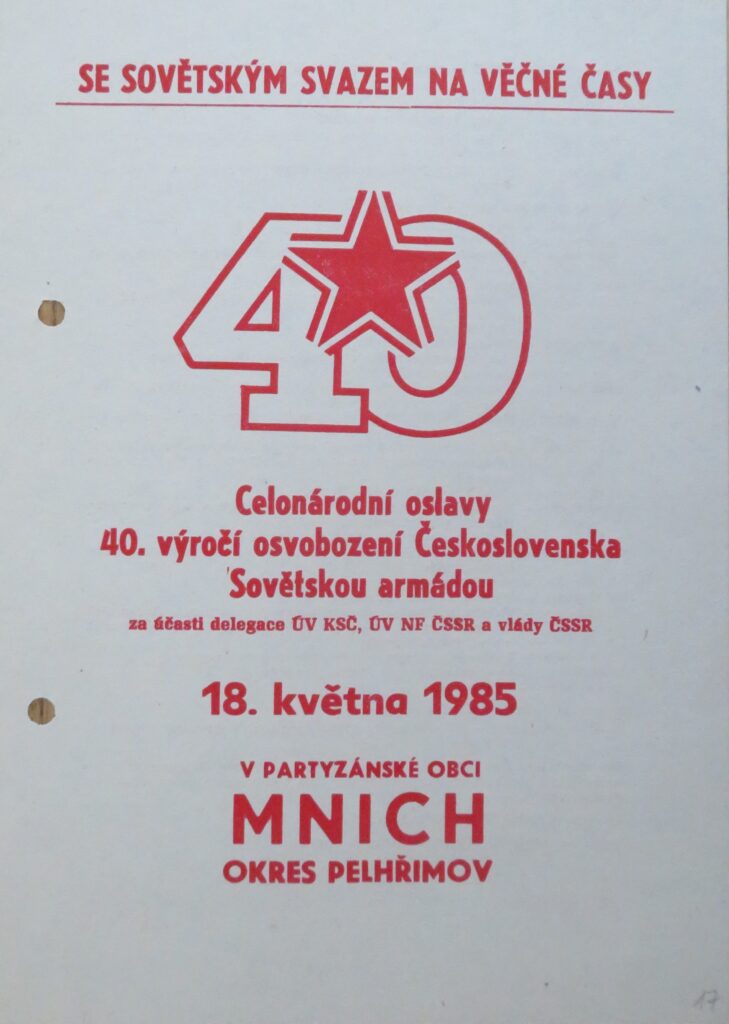 SE SOVĚTSKÝM SVAZEM NA VĚČNÉ ČASY
40
Celonárodní oslavy
40. výročí osvobození Československa
Sovětskou armádou
za účasti delegace ÚV KSČ, ÚV NF ČSSR a vlády ČSSR
18. května 1985
V PARTYZÁNSKÉ OBCI
MNICH
OKRES PELHŘIMOV
17